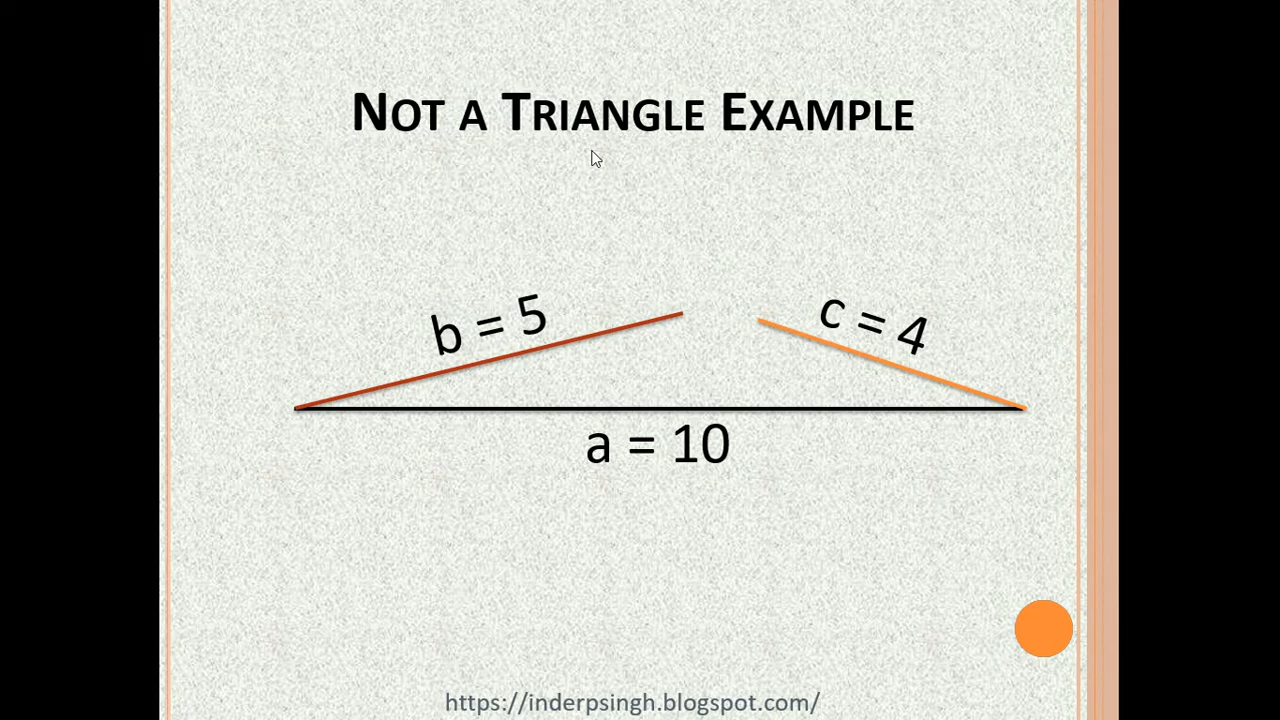 Not a Triangle Example
b = 5
c = 4
a = 10
https://inderpsingh.blogspot.com/